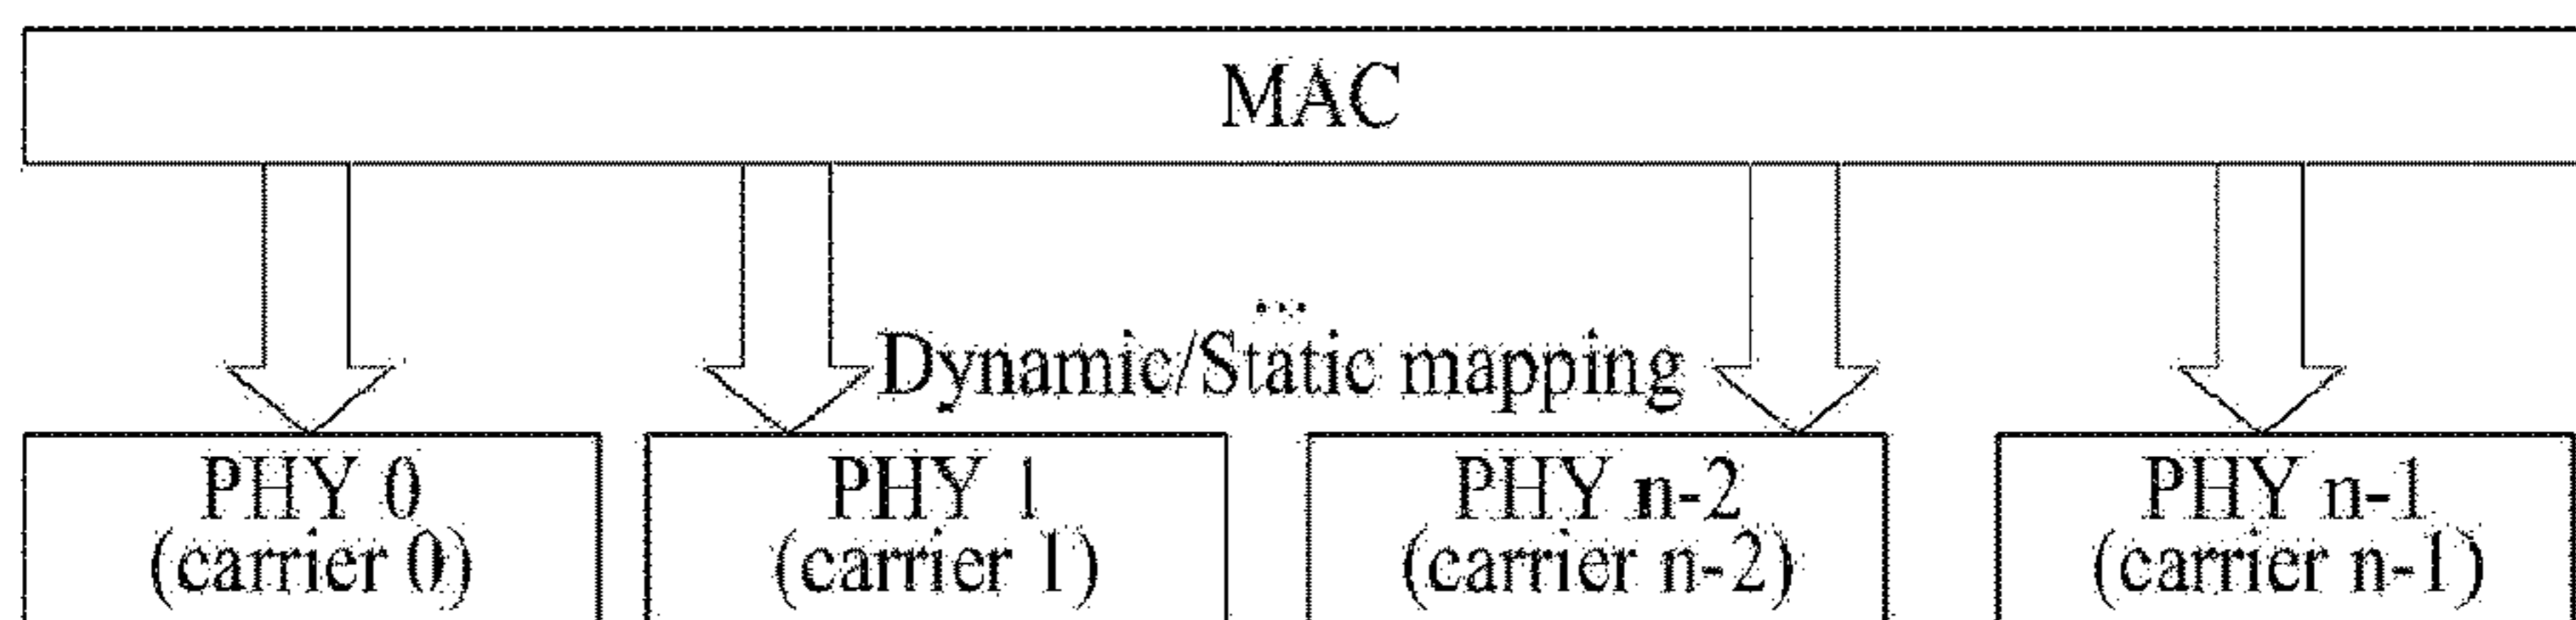 MAC
...
Dynamic/Static mapping
PHY 0
(carrier 0)
PHY 1
(carrier 1)
PHY n-2
(carrier n-2)
PHY n-1
(carrier n-1)